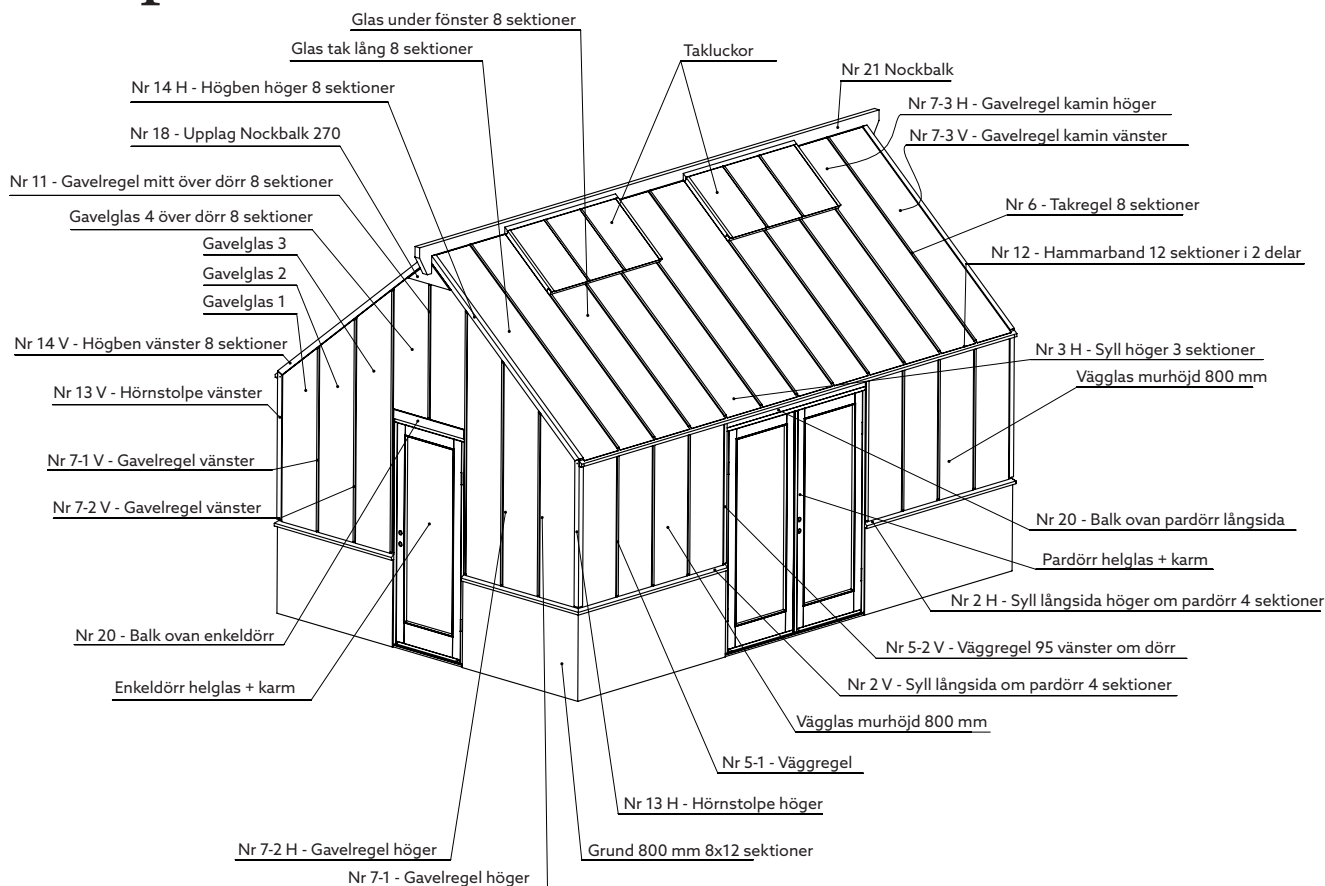 Glas under fönster 8 sektioner
Glas tak lång 8 sektioner
Takluckor
Nr 21 Nockbalk
Nr 14 H - Högben höger 8 sektioner
Nr 7-3 H - Gavelregel kamin höger
Nr 18 - Upplag Nockbalk 270
Nr 7-3 V - Gavelregel kamin vänster
Nr 11 - Gavelregel mitt över dörr 8 sektioner
Nr 6 - Takregel 8 sektioner
Gavelglas 4 över dörr 8 sektioner
Gavelglas 3
Nr 12 - Hammarband 12 sektioner i 2 delar
Gavelglas 2
Gavelglas 1
Nr 14 V - Högben vänster 8 sektioner
Nr 3 H - Syll höger 3 sektioner
Vägglas murhöjd 800 mm
Nr 13 V - Hörnstolpe vänster
Nr 7-1 V - Gavelregel vänster
Nr 7-2 V - Gavelregel vänster
Nr 20 - Balk ovan pardörr långsida
Pardörr helglas + karm
Nr 2 H - Syll långsida höger om pardörr 4 sektioner
Nr 20 - Balk ovan enkeldörr
Nr 5-2 V - Väggregel 95 vänster om dörr
Enkeldörr helglas + karm
Nr 2 V - Syll långsida om pardörr 4 sektioner
Vägglas murhöjd 800 mm
Nr 5-1 - Väggregel
Nr 13 H - Hörnstolpe höger
Nr 7-2 H - Gavelregel höger
Grund 800 mm 8x12 sektioner
Nr 7-1 - Gavelregel höger